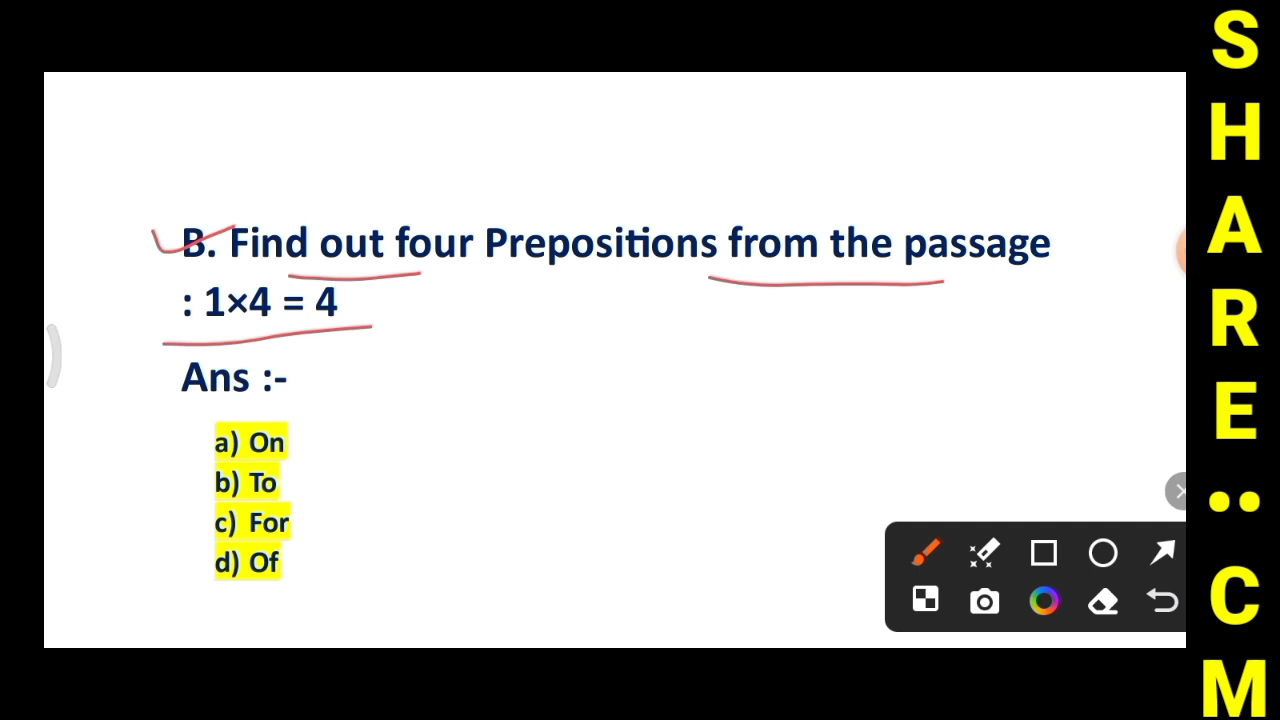 B. Find out four Prepositions from the passage
: 1×4 = 4
Ans :-
a) On
b) To
c) For
d) Of
S
H
A
R
E
••
C
M